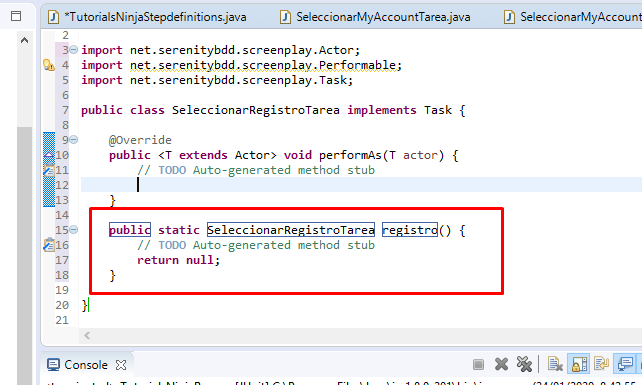 *TutorialsNinjaStepdefinitions.java SeleccionarMyAccountTarea.java SeleccionarMyAccount
2
3 import net.serenitybdd.screenplay.Actor;
4 import net.serenitybdd.screenplay.Performable;
5 import net.serenitybdd.screenplay.Task;
6
7 public class SeleccionarRegistroTarea implements Task {
8
9 @Override
10 public <T extends Actor> void performAs(T actor) {
11 // TODO Auto-generated method stub
12
13 }
14
15 public static SeleccionarRegistroTarea registro() {
16 // TODO Auto-generated method stub
17 return null;
18 }
19
20 }
21
Console